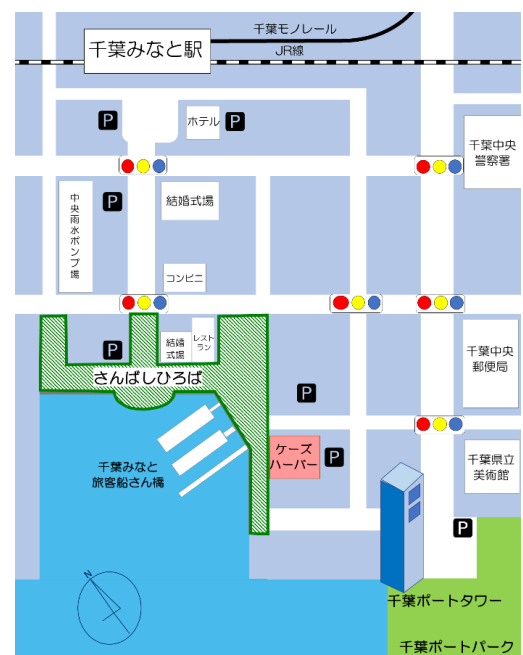 千葉モノレール
千葉みなと駅
JR線
P
ホテル
P
千葉中央
警察署
中央雨水ポンプ場
P
結婚式場
コンビニ
P
結婚
式場
レスト
ラン
千葉中央
郵便局
さんばしひろば
P
千葉みなと
旅客船さん橋
ケーズ
ハーバー
P
千葉県立
美術館
P
N
千葉ポートタワー
千葉ポートパーク